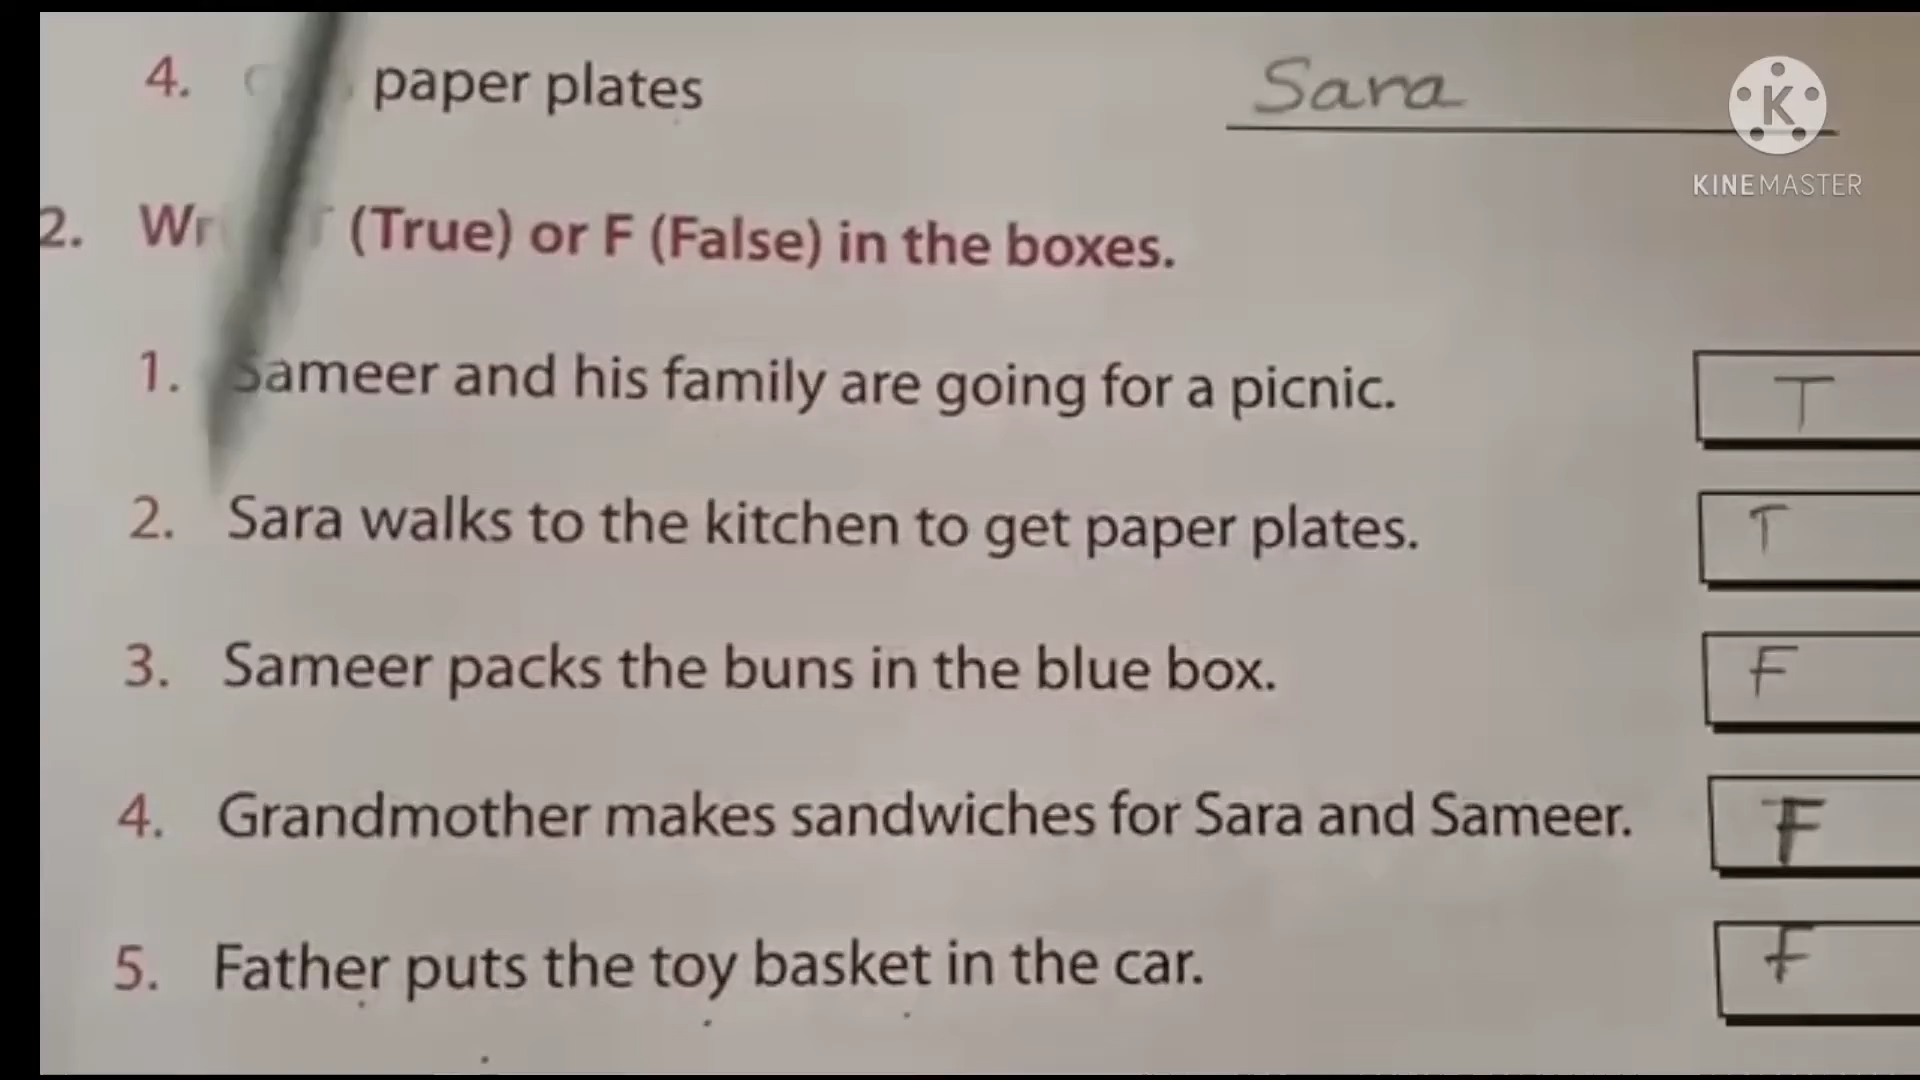 4. paper plates Sara
KINEMASTER
2. (True) or F (False) in the boxes.
1. Sameer and his family are going for a picnic. T
2. Sara walks to the kitchen to get paper plates. T
3. Sameer packs the buns in the blue box. F
4. Grandmother makes sandwiches for Sara and Sameer. F
5. Father puts the toy basket in the car. F